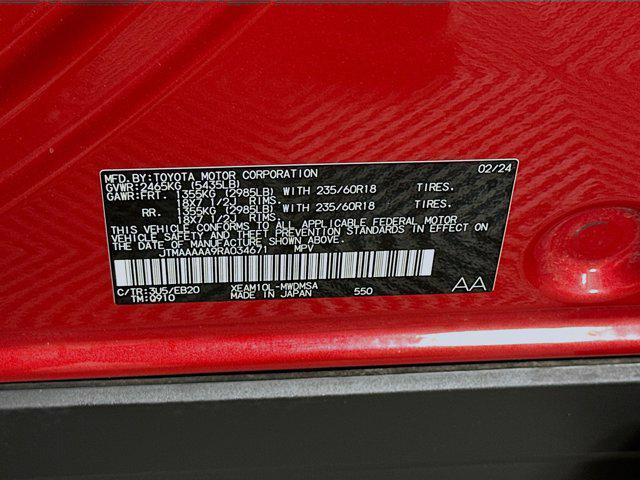 MFD. BY: TOYOTA MOTOR CORPORATION 02/24
GVWR: 2465KG (5435LB)
GAWR: FRT. 1355KG (2985LB) WITH 235/60R18 TIRES.
18X7 1/2J RIMS.
RR. 1355KG (2985LB) WITH 235/60R18 TIRES.
18X7 1/2J RIMS.
THIS VEHICLE CONFORMS TO ALL APPLICABLE FEDERAL MOTOR
VEHICLE SAFETY AND THEFT PREVENTION STANDARDS IN EFFECT ON
THE DATE OF MANUFACTURE SHOWN ABOVE.
JTMAAAAA9RA034671 MPV
C/TR: 3U5/EB20 XEAM10L-MWDMSA
TM: Q910 MADE IN JAPAN 550 AA